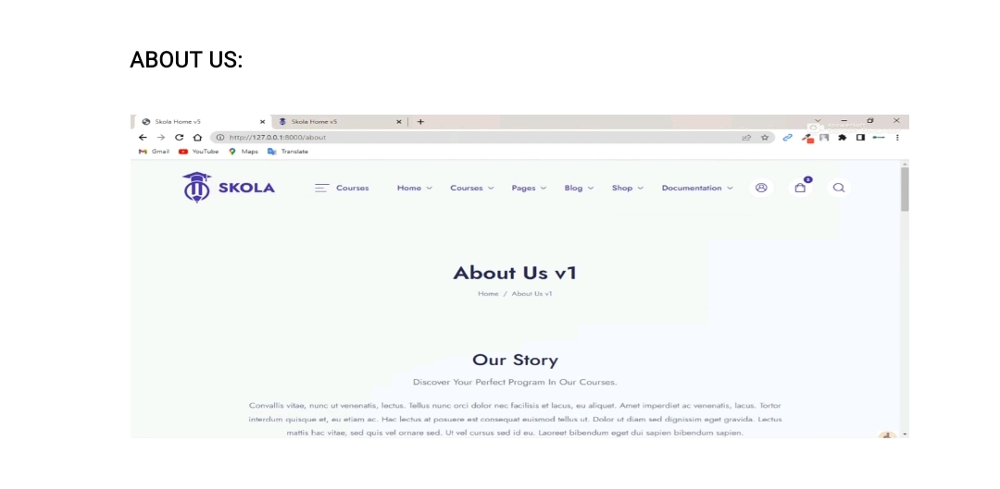 ABOUT US:
Skola Home v5
Skola Home v5
http://127.0.0.1:8000/about
Gmail YouTube Maps Translate
SKOLA
Courses Home Courses Pages Blog Shop Documentation
About Us v1
Home / About Us v1
Our Story
Discover Your Perfect Program In Our Courses.
Convallis vitae, nunc ut venenatis, lectus. Tellus nunc orci dolor nec facilisis et lacus, eu aliquet. Amet imperdiet ac venenatis, lacus. Tortor
interdum quisque et, eu etiam ac. Hac lectus at posuere est consequat euismod tellus ut. Dolor ut diam sed dignissim eget gravida. Lectus
mattis hac vitae, sed quis vel ornare sed. Ut vel cursus sed id eu. Laoreet bibendum eget dui sapien bibendum sapien.